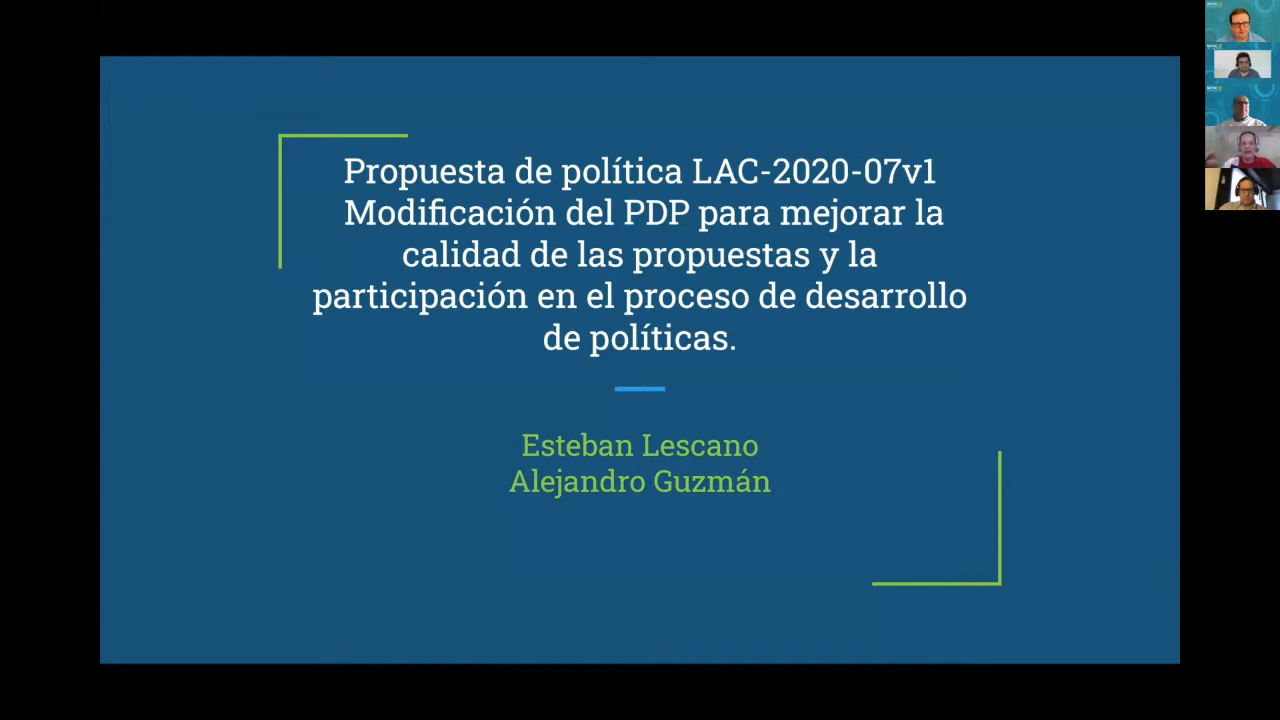 Propuesta de política LAC-2020-07v1
Modificación del PDP para mejorar la
calidad de las propuestas y la
participación en el proceso de desarrollo
de políticas.
Esteban Lescano
Alejandro Guzmán